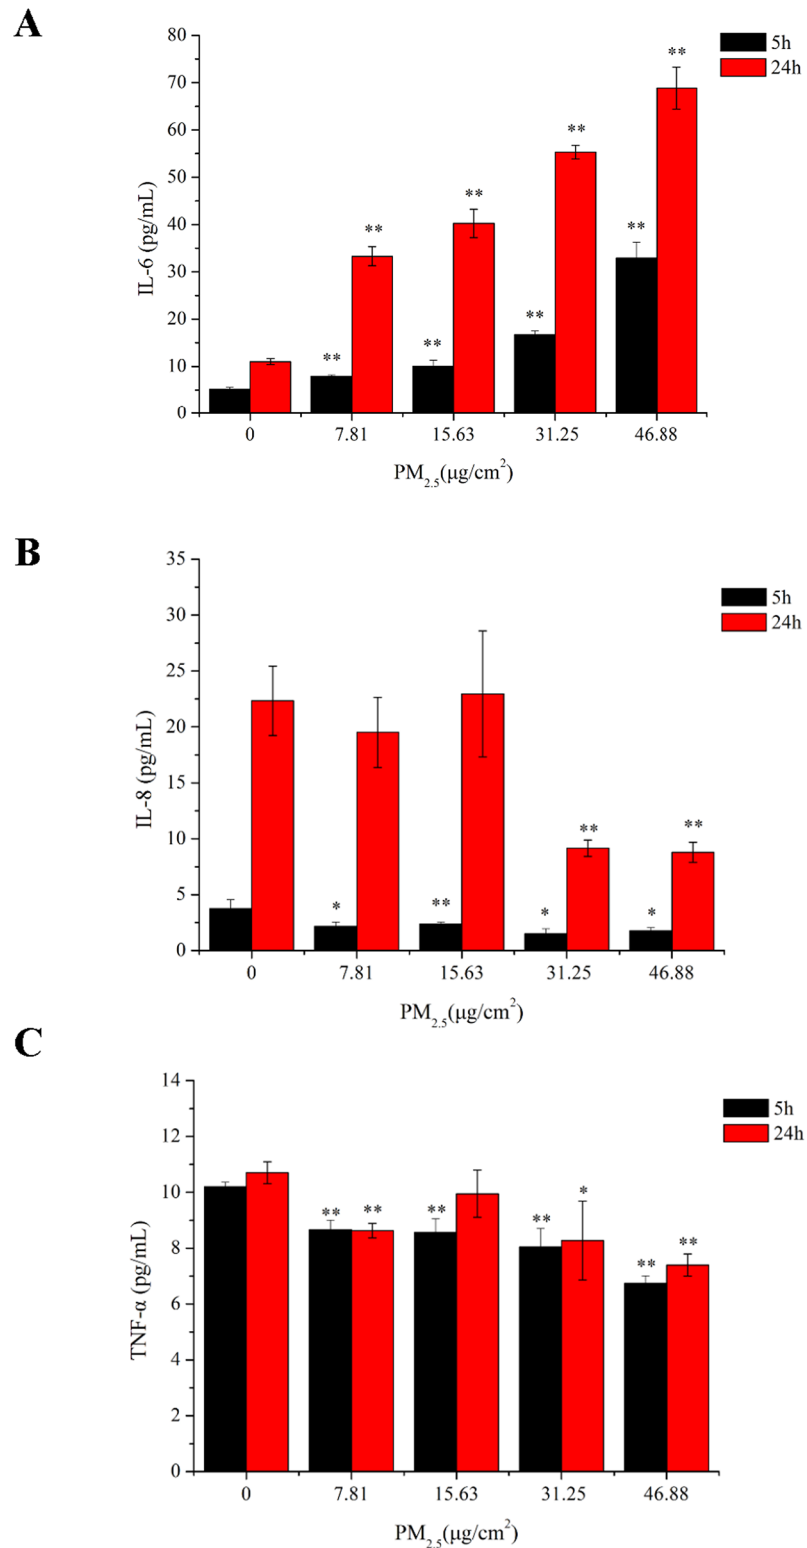 A
80
70
60
50
40
30
20
10
0
IL-6 (pg/mL)
5h
24h
**
**
**
**
**
**
**
**
0 7.81 15.63 31.25 46.88
PM2.5(μg/cm²)
B
35
30
25
20
15
10
5
0
IL-8 (pg/mL)
5h
24h
*
**
*
**
*
**
0 7.81 15.63 31.25 46.88
PM2.5(μg/cm²)
C
14
12
10
8
6
4
2
0
TNF-α (pg/mL)
5h
24h
**
**
**
**
*
**
**
0 7.81 15.63 31.25 46.88
PM2.5(μg/cm²)